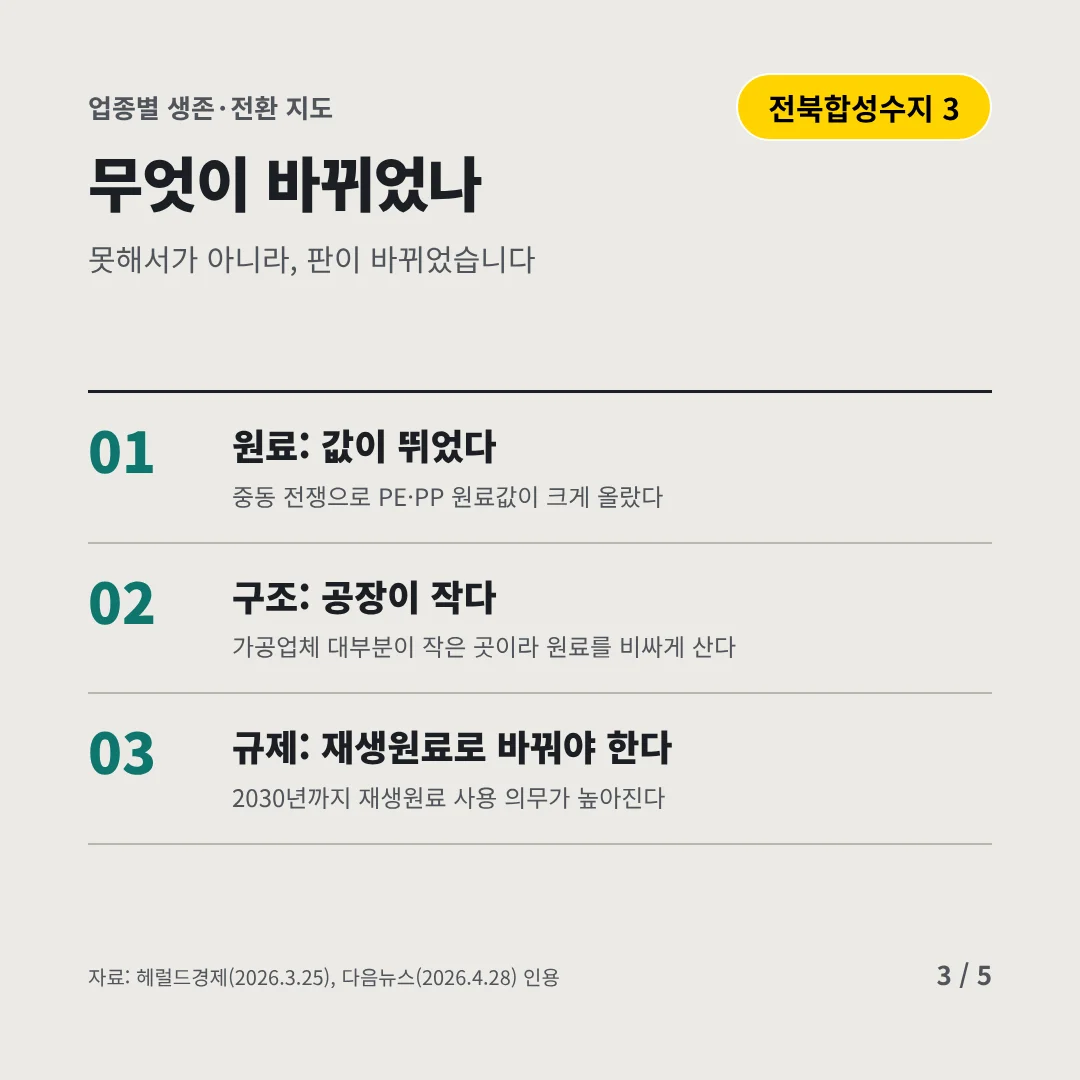 업종별 생존·전환 지도
전북합성수지 3
무엇이 바뀌었나
못해서가 아니라, 판이 바뀌었습니다
01
원료: 값이 뛰었다
중동 전쟁으로 PE·PP 원료값이 크게 올랐다
02
구조: 공장이 작다
가공업체 대부분이 작은 곳이라 원료를 비싸게 산다
03
규제: 재생원료로 바꿔야 한다
2030년까지 재생원료 사용 의무가 높아진다
자료: 헤럴드경제(2026.3.25), 다음뉴스(2026.4.28) 인용
3 / 5